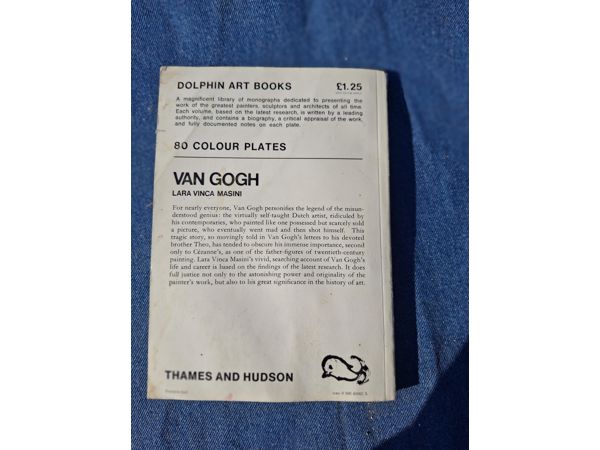 DOLPHIN ART BOOKS £1.25
A magnificent library of monographs dedicated to presenting the
work of the greatest painters, sculptors and architects of all time.
Each volume, based on the latest research, is written by a leading
authority, and contains a biography, a critical appraisal of the work,
and fully documented notes on each plate.
80 COLOUR PLATES
VAN GOGH
LARA VINCA MASINI
For nearly everyone, Van Gogh personifies the legend of the misun-
derstood genius: the virtually self-taught Dutch artist, ridiculed by
his contemporaries, who painted like one possessed but scarcely sold
a picture, who eventually went mad and then shot himself. This
tragic story, so movingly told in Van Gogh's letters to his devoted
brother Theo, has tended to obscure his immense importance, second
only to Cézanne's, as one of the father-figures of twentieth-century
painting. Lara Vinca Masini's vivid, searching account of Van Gogh's
life and career is based on the findings of the latest research. It does
full justice not only to the astonishing power and originality of the
painter's work, but also to his great significance in the history of art.
THAMES AND HUDSON